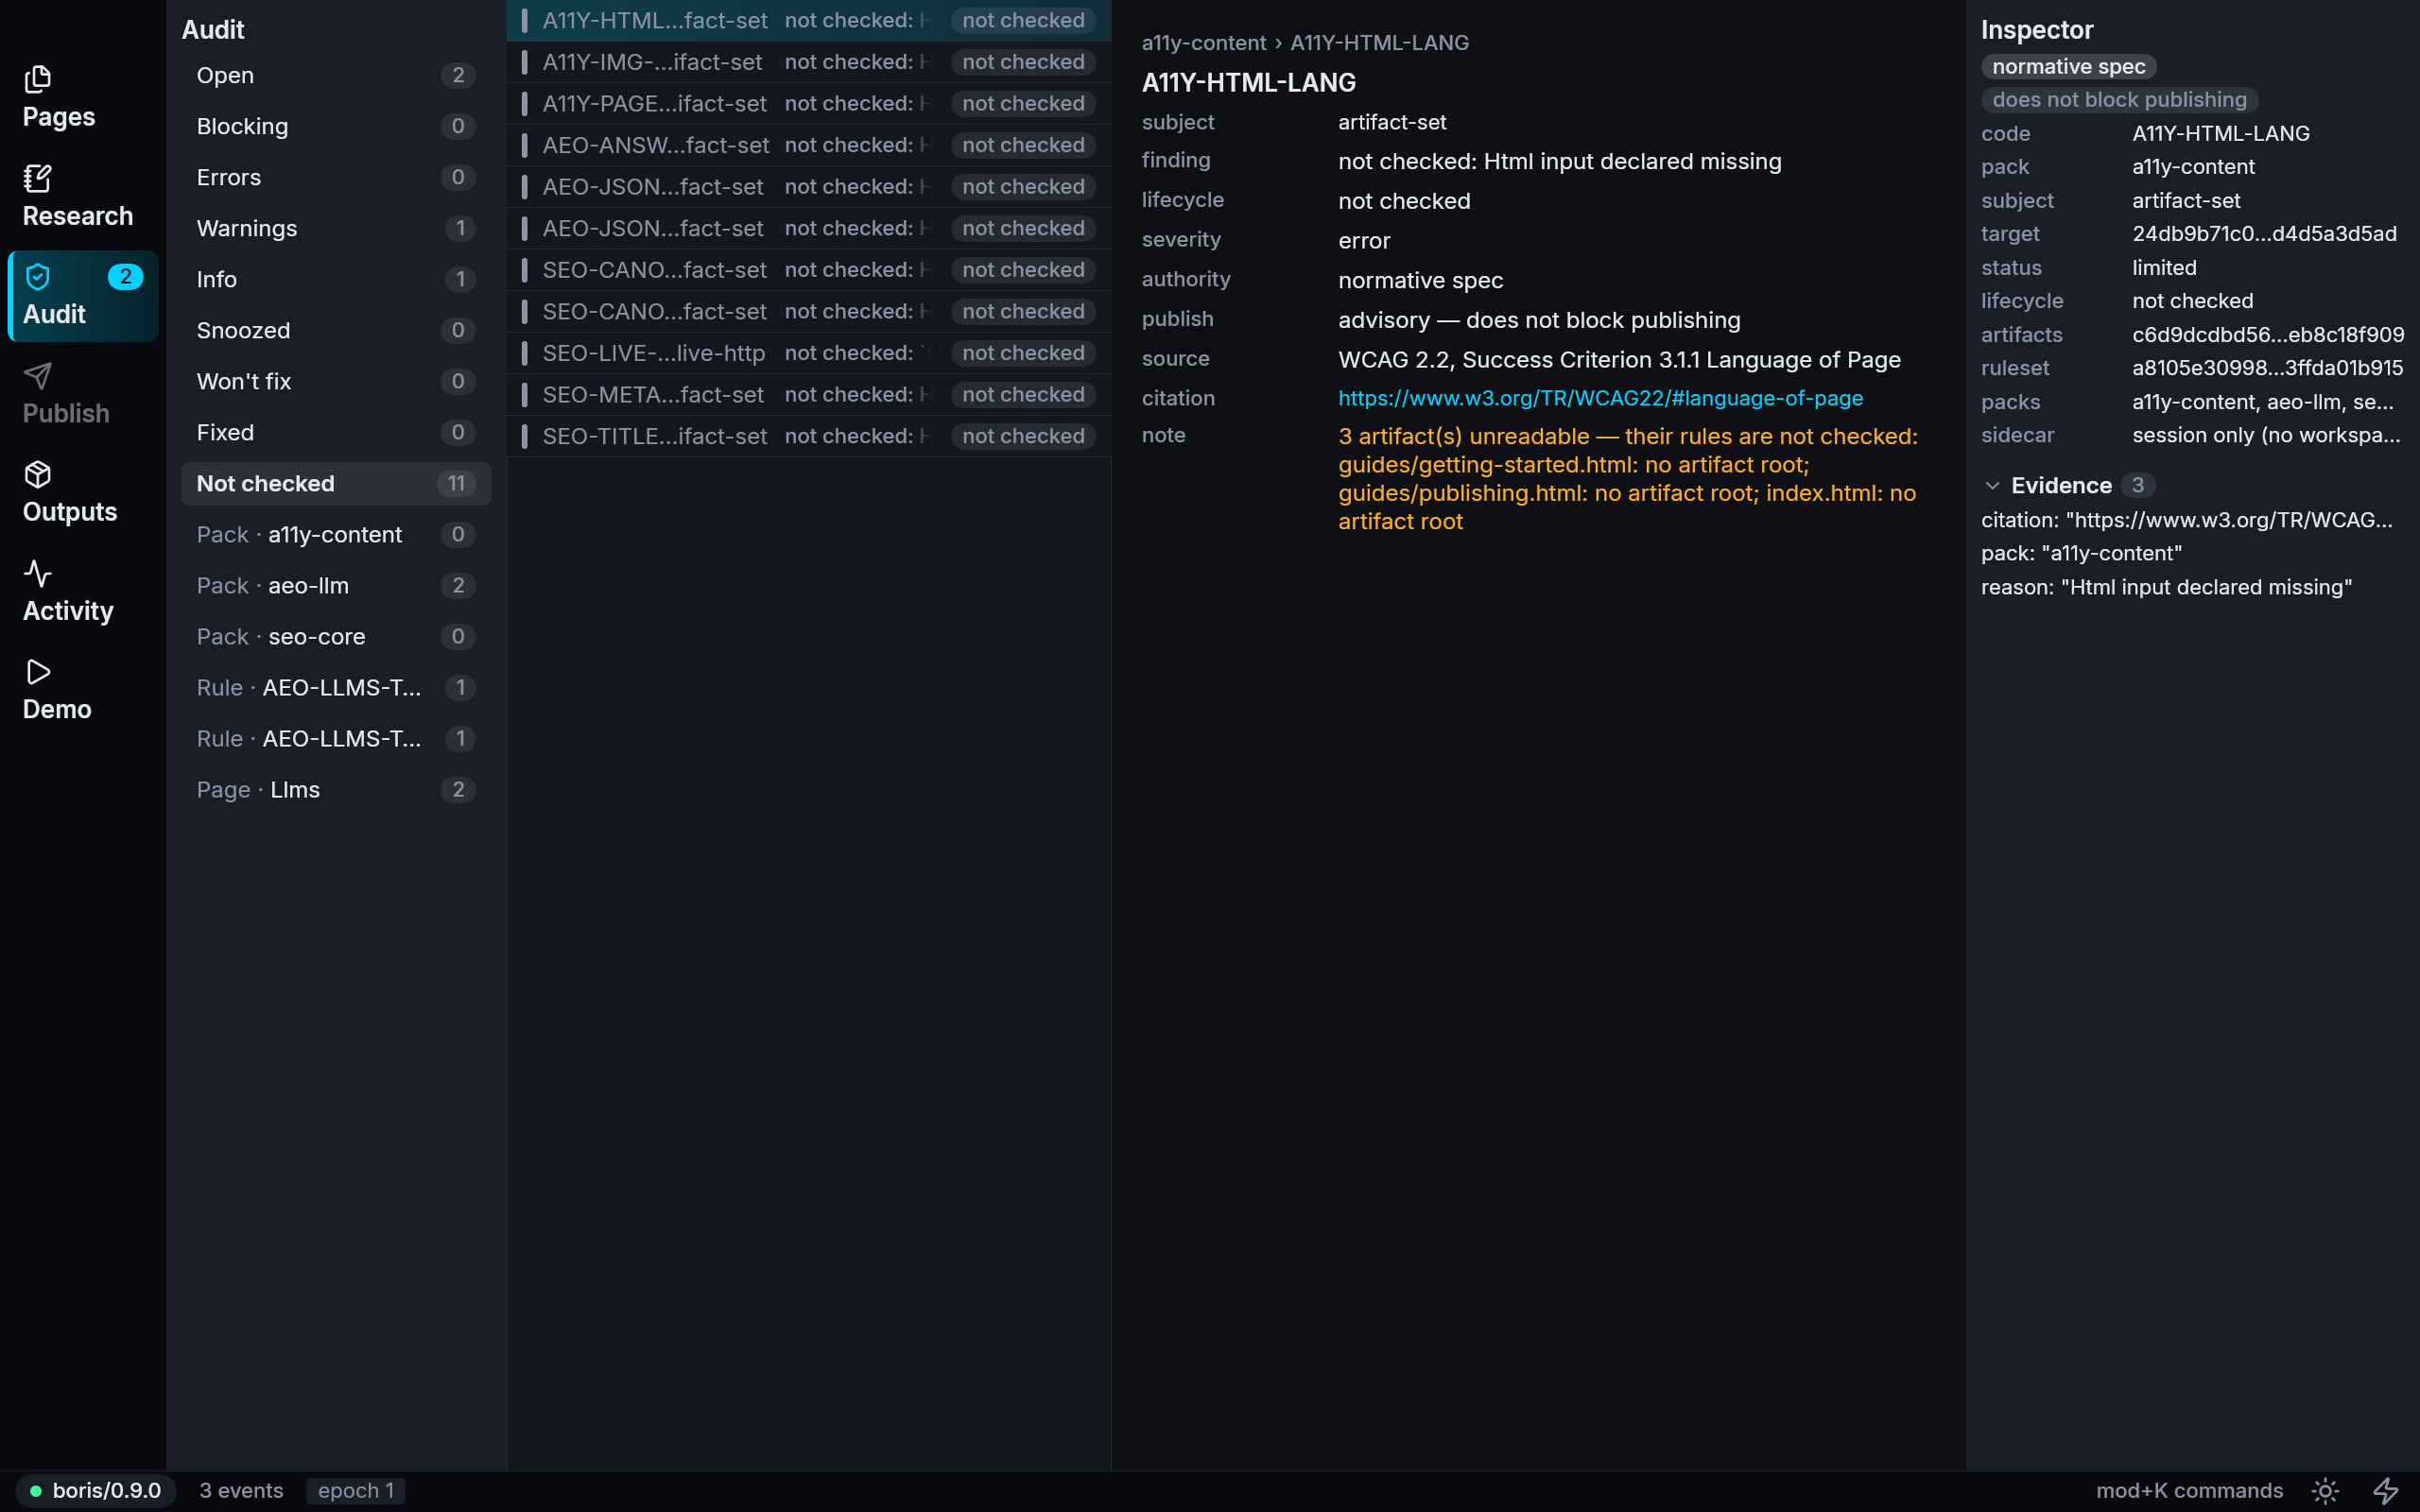 Pages
Research
2
Audit
Publish
Outputs
Activity
Demo
Audit
Open 2
Blocking 0
Errors 0
Warnings 1
Info 1
Snoozed 0
Won't fix 0
Fixed 0
Not checked 11
Pack · a11y-content 0
Pack · aeo-llm 2
Pack · seo-core 0
Rule · AEO-LLMS-T... 1
Rule · AEO-LLMS-T... 1
Page · Llms 2
A11Y-HTML...fact-set not checked: H not checked
A11Y-IMG-...ifact-set not checked: H not checked
A11Y-PAGE...ifact-set not checked: H not checked
AEO-ANSW...fact-set not checked: H not checked
AEO-JSON...fact-set not checked: H not checked
AEO-JSON...fact-set not checked: H not checked
SEO-CANO...fact-set not checked: H not checked
SEO-CANO...fact-set not checked: H not checked
SEO-LIVE-...live-http not checked: ` not checked
SEO-META...fact-set not checked: H not checked
SEO-TITLE...ifact-set not checked: H not checked
a11y-content › A11Y-HTML-LANG
A11Y-HTML-LANG
subject artifact-set
finding not checked: Html input declared missing
lifecycle not checked
severity error
authority normative spec
publish advisory — does not block publishing
source WCAG 2.2, Success Criterion 3.1.1 Language of Page
citation https://www.w3.org/TR/WCAG22/#language-of-page
note 3 artifact(s) unreadable — their rules are not checked:
guides/getting-started.html: no artifact root;
guides/publishing.html: no artifact root; index.html: no
artifact root
Inspector
normative spec
does not block publishing
code A11Y-HTML-LANG
pack a11y-content
subject artifact-set
target 24db9b71c0...d4d5a3d5ad
status limited
lifecycle not checked
artifacts c6d9dcdbd56...eb8c18f909
ruleset a8105e30998...3ffda01b915
packs a11y-content, aeo-llm, se...
sidecar session only (no workspa...
Evidence 3
citation: "https://www.w3.org/TR/WCAG...
pack: "a11y-content"
reason: "Html input declared missing"
boris/0.9.0 3 events epoch 1
mod+K commands